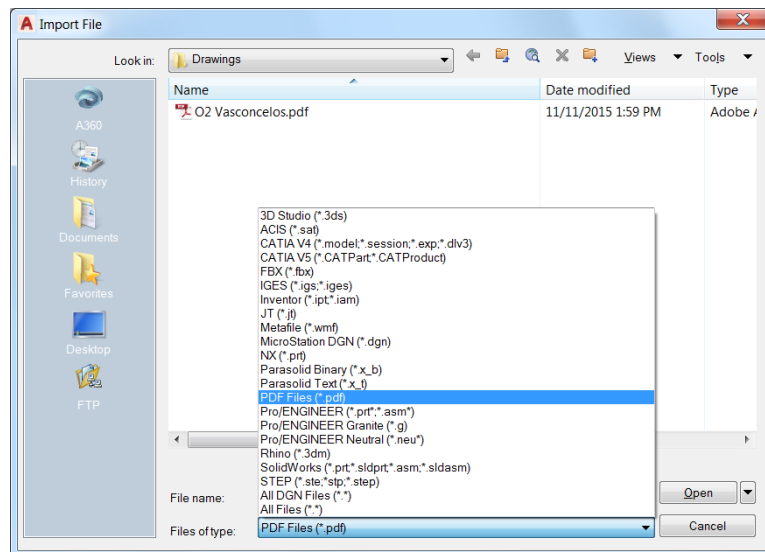 Import File
Look in:
Drawings
Views
Tools
Name
Date modified
Type
O2 Vasconcelos.pdf
11/11/2015 1:59 PM
Adobe A
A360
History
Documents
Favorites
Desktop
FTP
3D Studio (*.3ds)
ACIS (*.sat)
CATIA V4 (*.model;*.session;*.exp;*.dlv3)
CATIA V5 (*.CATPart;*.CATProduct)
FBX (*.fbx)
IGES (*.igs;*.iges)
Inventor (*.ipt;*.iam)
JT (*.jt)
Metafile (*.wmf)
MicroStation DGN (*.dgn)
NX (*.prt)
Parasolid Binary (*.x_b)
Parasolid Text (*.x_t)
PDF Files (*.pdf)
Pro/ENGINEER (*.prt*;*.asm*)
Pro/ENGINEER Granite (*.g)
Pro/ENGINEER Neutral (*.neu*)
Rhino (*.3dm)
SolidWorks (*.prt;*.sldprt;*.asm;*.sldasm)
STEP (*.ste;*stp;*.step)
All DGN Files (*.*)
All Files (*.*)
File name:
Open
Files of type:
PDF Files (*.pdf)
Cancel